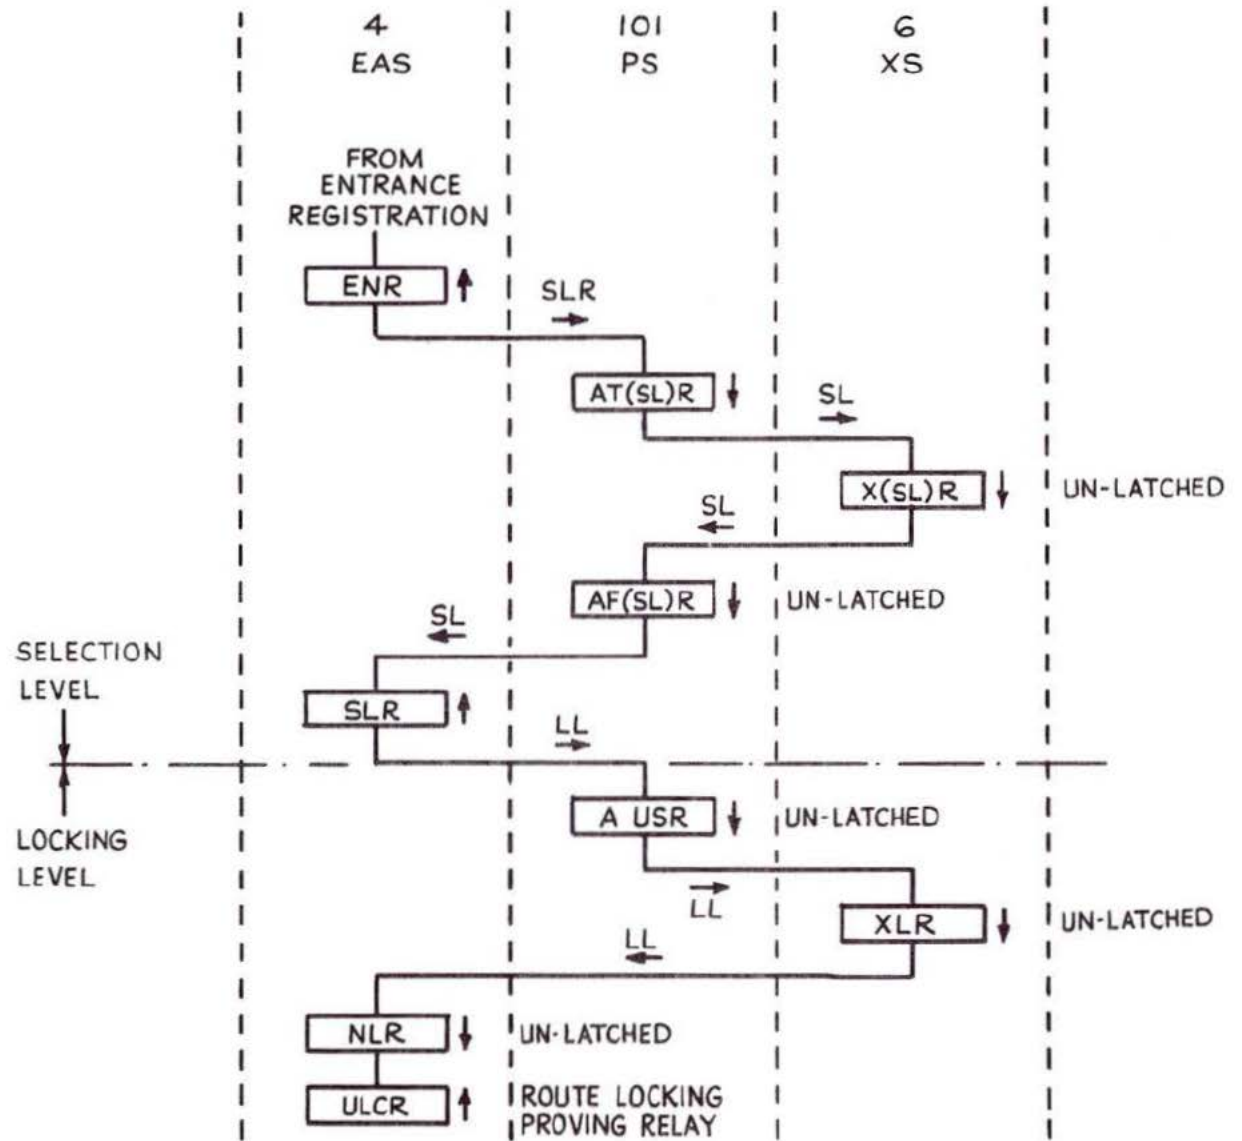 4
EAS
101
PS
6
XS
FROM
ENTRANCE
REGISTRATION
ENR
SLR
AT(SL)R
SL
X(SL)R
UN-LATCHED
SL
AF(SL)R
UN-LATCHED
SL
SELECTION
LEVEL
SLR
LL
LOCKING
LEVEL
A USR
UN-LATCHED
LL
XLR
UN-LATCHED
LL
NLR
UN-LATCHED
ULCR
ROUTE LOCKING
PROVING RELAY